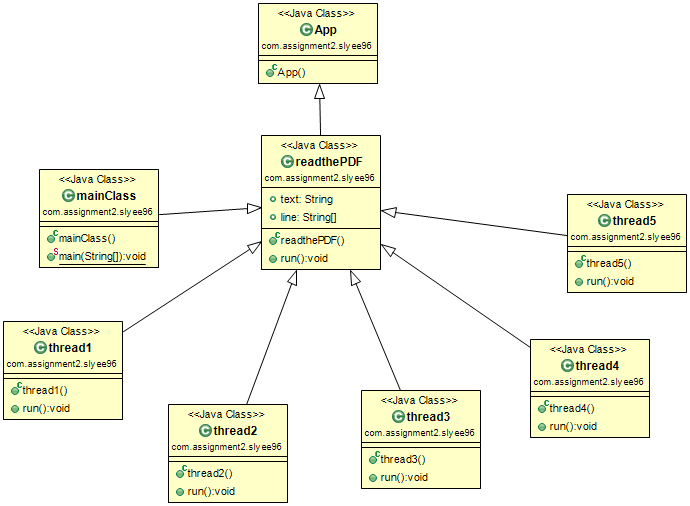 <<Java Class>>
App
com.assignment2.slyee96
App()
<<Java Class>>
readthePDF
com.assignment2.slyee96
text: String
line: String[]
readthePDF()
run():void
<<Java Class>>
mainClass
com.assignment2.slyee96
mainClass()
main(String[]):void
<<Java Class>>
thread5
com.assignment2.slyee96
thread5()
run():void
<<Java Class>>
thread1
com.assignment2.slyee96
thread1()
run():void
<<Java Class>>
thread4
com.assignment2.slyee96
thread4()
run():void
<<Java Class>>
thread2
com.assignment2.slyee96
thread2()
run():void
<<Java Class>>
thread3
com.assignment2.slyee96
thread3()
run():void